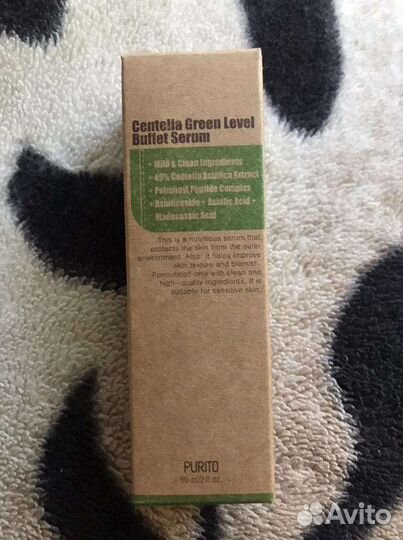 Centella Green Level
Buffet Serum
+ Mild & Clean Ingredients
+ 49% Centella Asiatica Extract
+ Palmitoyl Peptide Complex
+ Asiaticoside + Asiatic Acid +
Madecassic Acid
This is a nutritious serum that
protects the skin from the outer
environment. Also, it helps improve
skin texture and blemish.
Formulated only with clean and
high-quality ingredients, it is
suitable for sensitive skin.
PURITO
60 ml/2 fl.oz
Avito